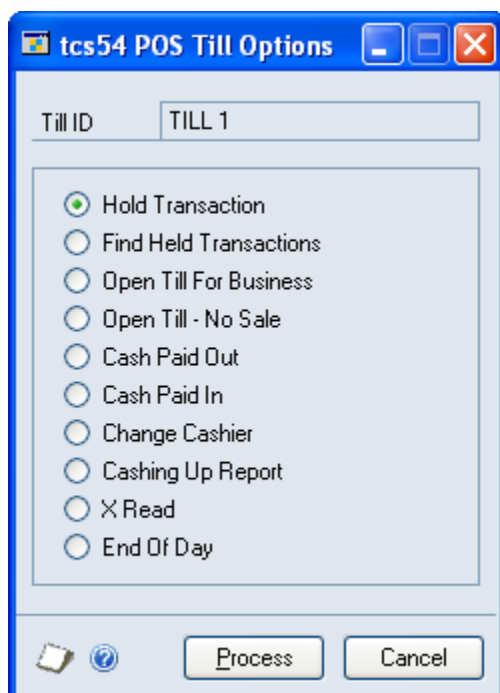 tcs54 POS Till Options
Till ID TILL 1
Hold Transaction
Find Held Transactions
Open Till For Business
Open Till - No Sale
Cash Paid Out
Cash Paid In
Change Cashier
Cashing Up Report
X Read
End Of Day
Process Cancel